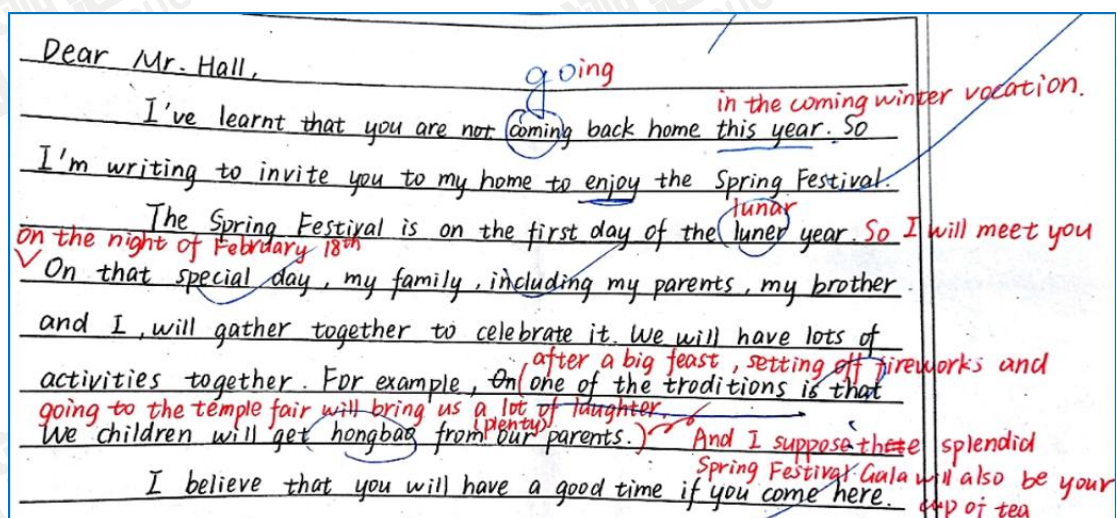 Dear Mr. Hall,
going
in the coming winter vacation.
I've learnt that you are not coming back home this year. So
I'm writing to invite you to my home to enjoy the Spring Festival.
lunar
The Spring Festival is on the first day of the luner year. So I will meet you
on the night of February 18th
On that special day, my family, including my parents, my brother
and I, will gather together to celebrate it. We will have lots of
after a big feast, setting off fireworks and
activities together. For example, On one of the traditions is that
going to the temple fair will bring us a lot of laughter.
(plenty)
We children will get hongbao from our parents. And I suppose the splendid
Spring Festival Gala will also be your
I believe that you will have a good time if you come here. cup of tea